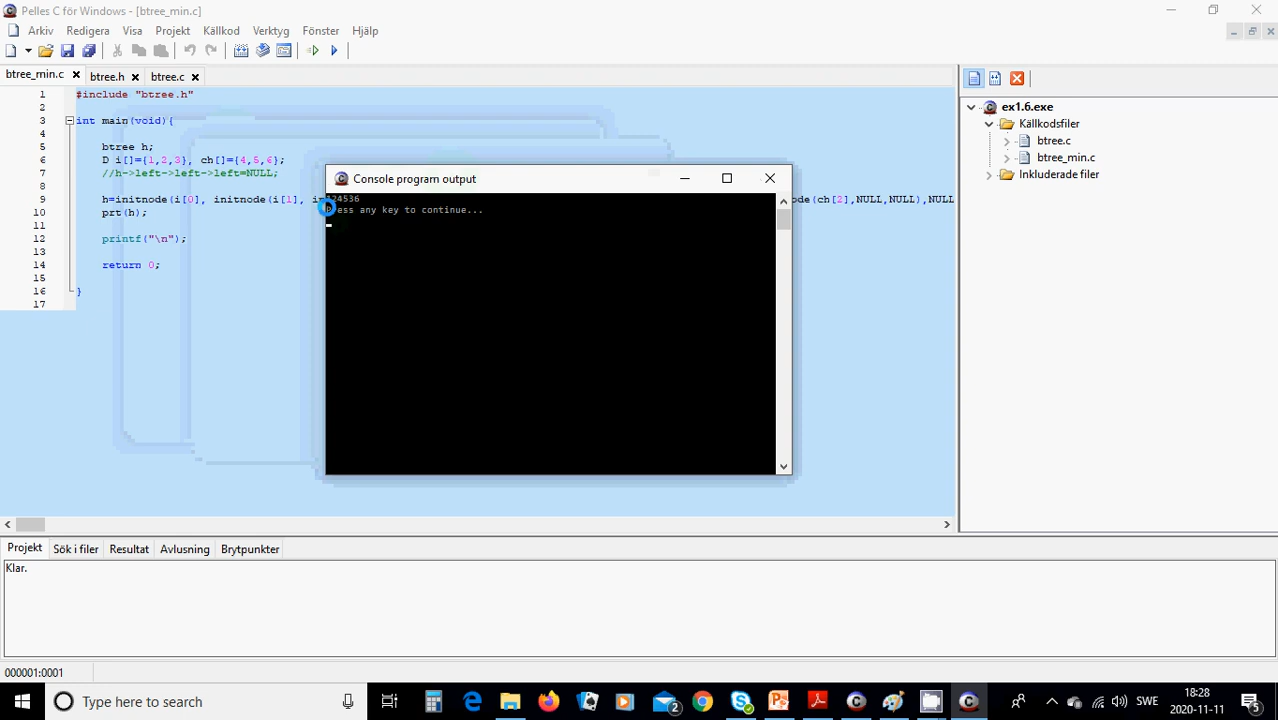 Pelles C för Windows - [btree_min.c]
Arkiv Redigera Visa Projekt Källkod Verktyg Fönster Hjälp
btree_min.c btree.h btree.c
1 #include "btree.h"
2
3 int main(void){
4
5 btree h;
6 D i[]={1,2,3}, ch[]={4,5,6};
7 //h->left->left->left=NULL;
8
9 h=initnode(i[0], initnode(i[1], ode(ch[2],NULL,NULL),NULL
10 prt(h);
11
12 printf("\n");
13
14 return 0;
15
16 }
17
Console program output
124536
Press any key to continue...
ex1.6.exe
Källkodsfiler
btree.c
btree_min.c
Inkluderade filer
Projekt Sök i filer Resultat Avlusning Brytpunkter
Klar.
000001:0001
Type here to search
2
SWE
18:28
2020-11-11
5